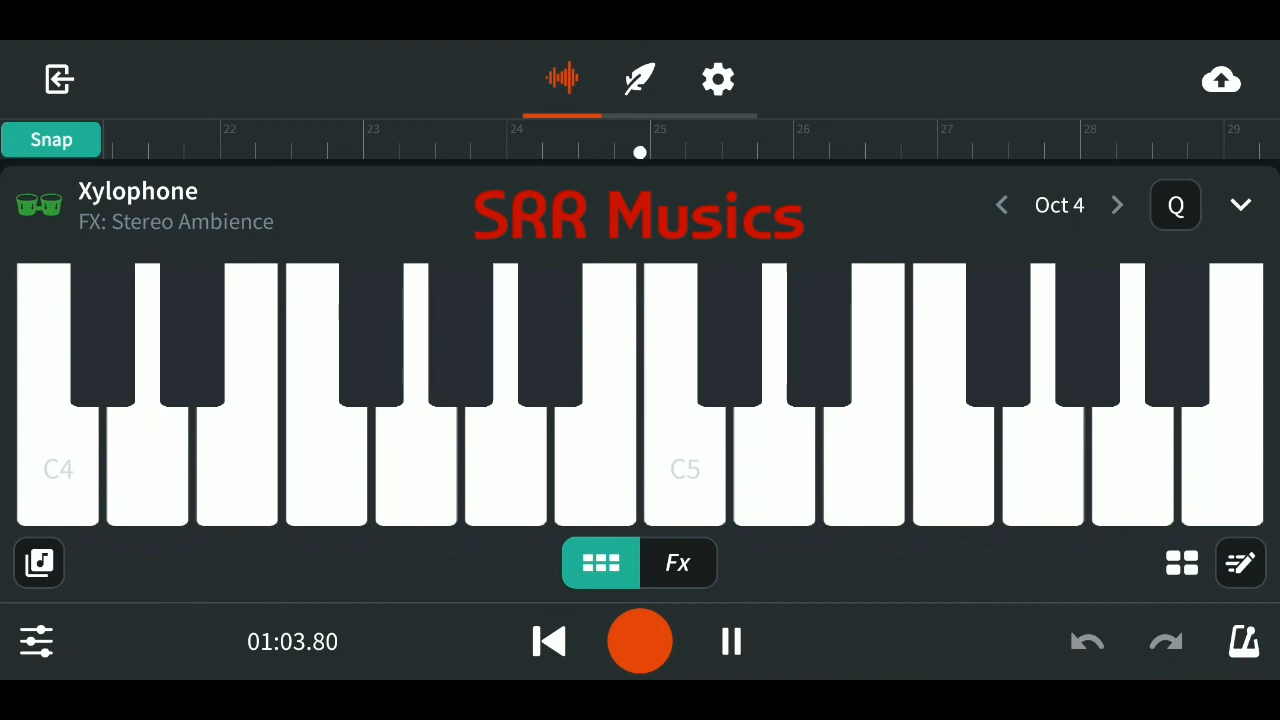 22 23 24 25 26 27 28 29
Snap
Xylophone
FX: Stereo Ambience
SRR Musics
Oct 4
Q
C4
C5
Fx
01:03.80